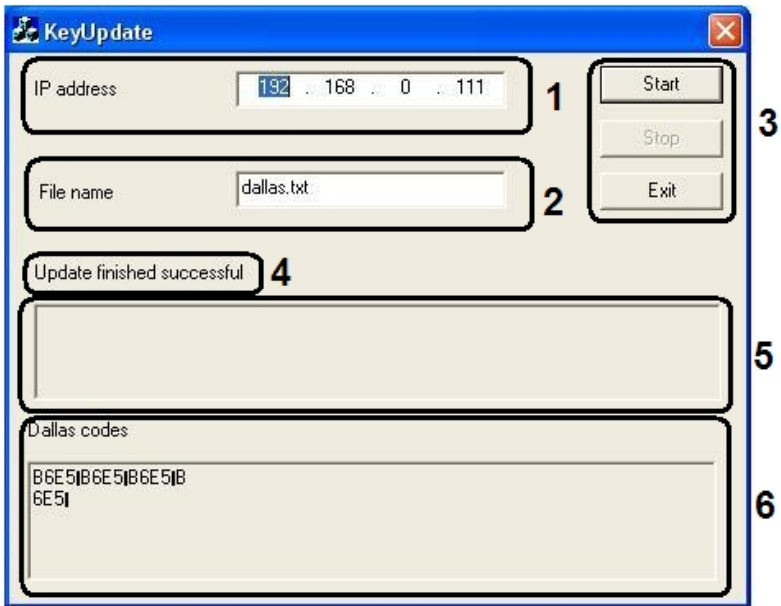 KeyUpdate
IP address 192 . 168 . 0 . 111
1
Start
Stop
Exit
3
File name dallas.txt
2
Update finished successful
4
5
Dallas codes
B6E5|B6E5|B6E5|B
6E5|
6